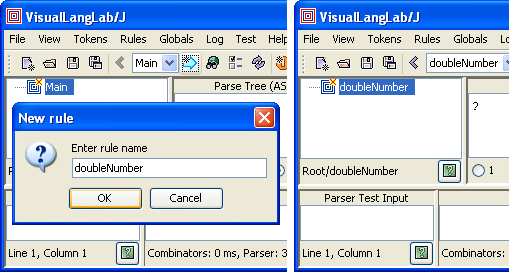 VisualLangLab/J
File View Tokens Rules Globals Log Test Help
Main
Main
Parse Tree (AS
New rule
Enter rule name
doubleNumber
OK Cancel
Line 1, Column 1
Combinators: 0 ms, Parser: 3
VisualLangLab/J
File View Tokens Rules Globals Log
doubleNumber
doubleNumber
?
Root/doubleNumber
1
Parser Test Input
Line 1, Column 1
Combinators: